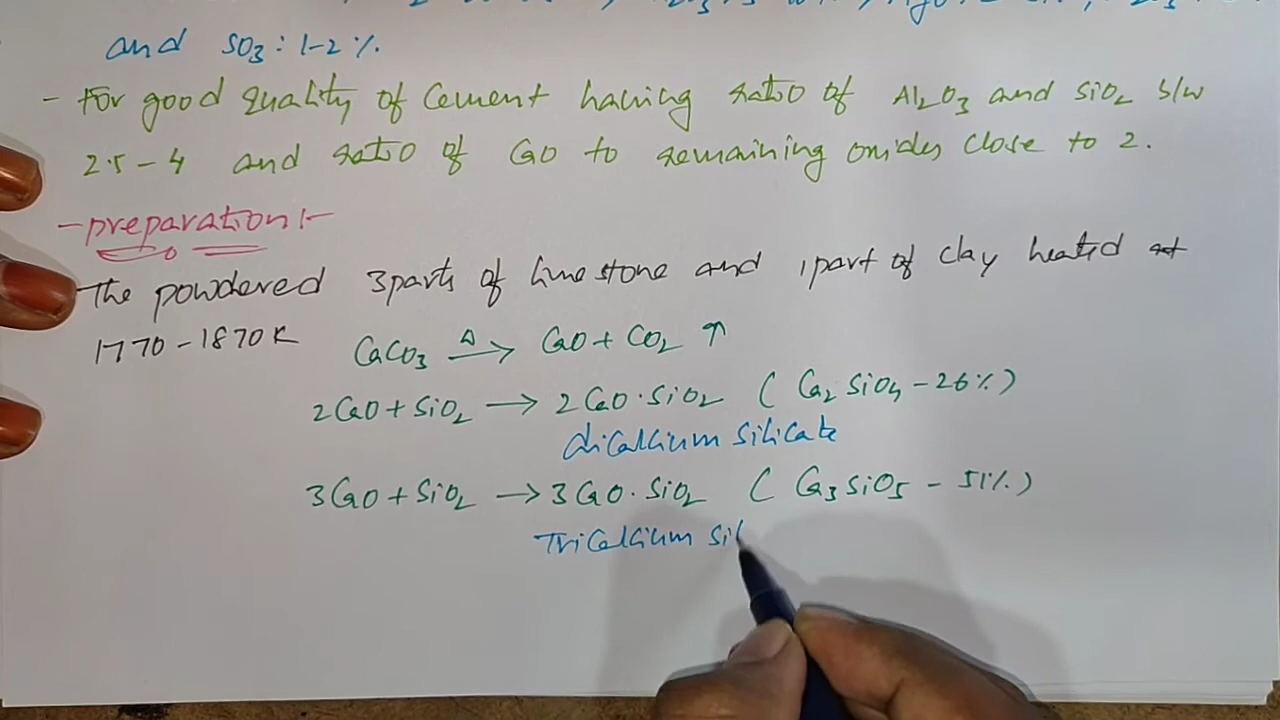 and SO₃: 1-2%.
- For good quality of Cement having ratio of Al₂O₃ and SiO₂ b/w
2.5-4 and ratio of CaO to remaining oxides close to 2.
- preparation :-
The powdered 3parts of limestone and 1part of clay heated at
1770-1870K
CaCO₃ Δ→ CaO + CO₂ ↑
2CaO + SiO₂ → 2CaO·SiO₂ (Ca₂SiO₄ - 26%)
dicalcium silicate
3CaO + SiO₂ → 3CaO·SiO₂ (Ca₃SiO₅ - 51%)
Tricalcium Sil